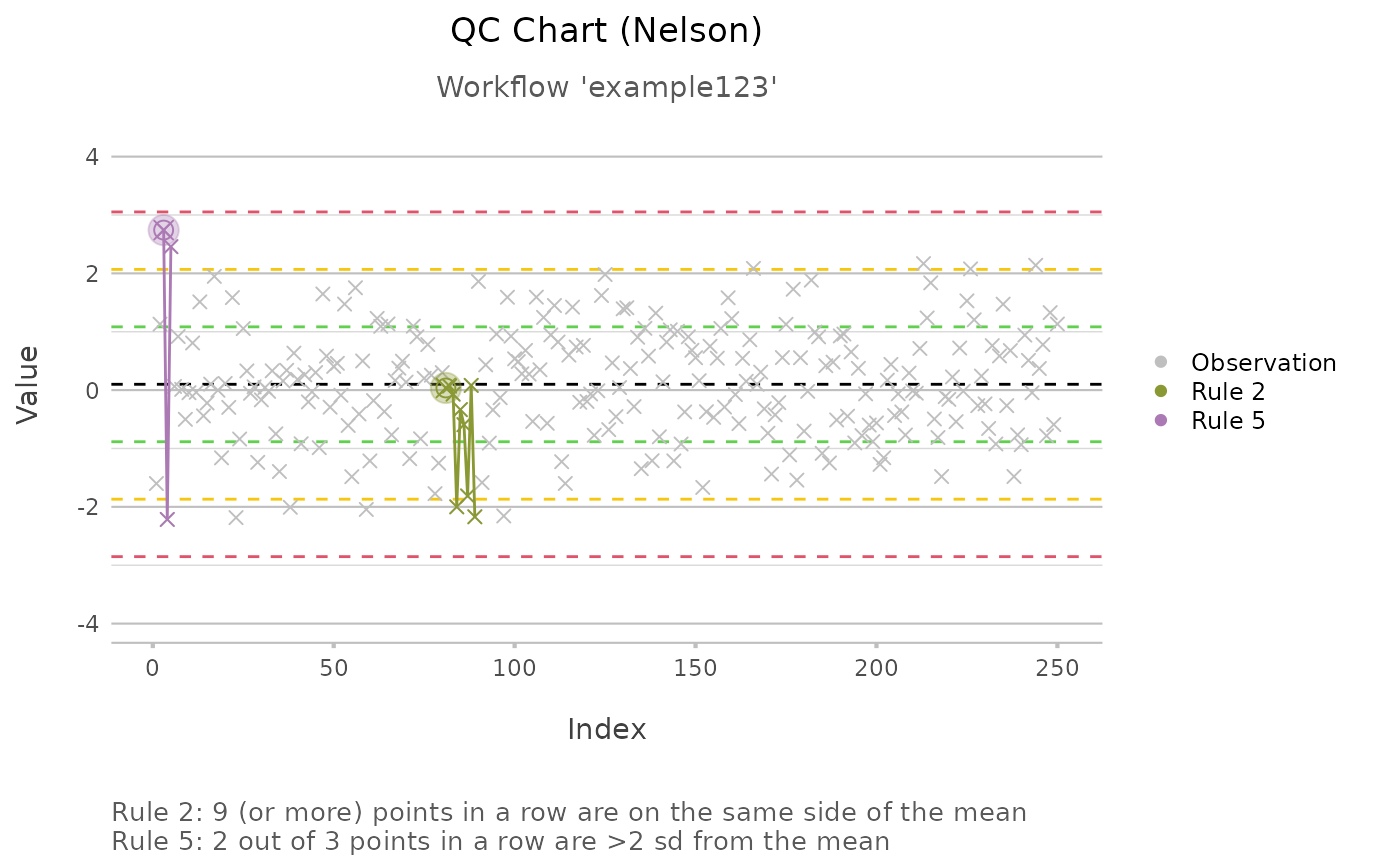 QC Chart (Nelson)
Workflow 'example123'
Value
4
2
0
-2
-4
0 50 100 150 200 250
Index
Observation
Rule 2
Rule 5
Rule 2: 9 (or more) points in a row are on the same side of the mean
Rule 5: 2 out of 3 points in a row are >2 sd from the mean